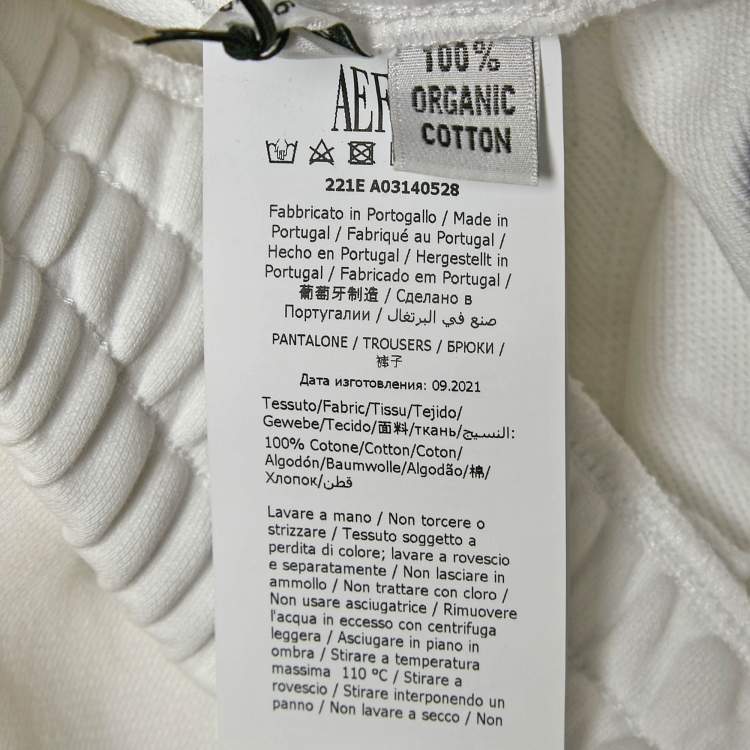 100%
ORGANIC
COTTON
221E A03140528
Fabbricato in Portogallo / Made in
Portugal / Fabriqué au Portugal /
Hecho en Portugal / Hergestellt in
Portugal / Fabricado em Portugal /
葡萄牙制造 / Сделано в
Португалии / صنع في البرتغال
PANTALONE / TROUSERS / БРЮКИ /
裤子
Дата изготовления: 09.2021
Tessuto/Fabric/Tissu/Tejido/
Gewebe/Tecido/面料/ткань/النسيج:
100% Cotone/Cotton/Coton/
Algodón/Baumwolle/Algodão/棉/
Хлопок/قطن
Lavare a mano / Non torcere o
strizzare / Tessuto soggetto a
perdita di colore; lavare a rovescio
e separatamente / Non lasciare in
ammollo / Non trattare con cloro /
Non usare asciugatrice / Rimuovere
l'acqua in eccesso con centrifuga
leggera / Asciugare in piano in
ombra / Stirare a temperatura
massima 110 ºC / Stirare a
rovescio / Stirare interponendo un
panno / Non lavare a secco / Non